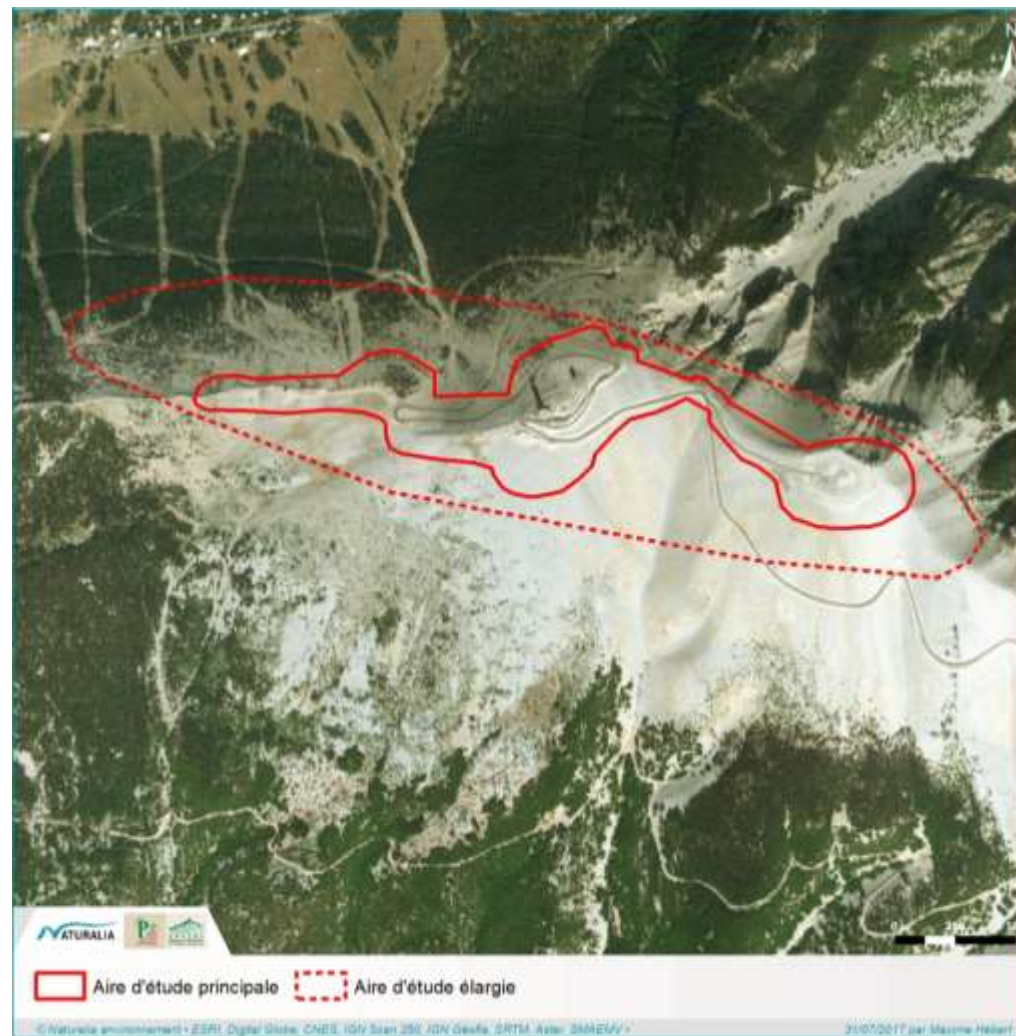 N
NATURALIA
Aire d'étude principale
Aire d'étude élargie
© Naturalia environnement - ESRI, Digital Globe, CNES, IGN Scan 250, IGN Géofla, SRTM, Aster, SMAEMV -
31/07/2017 par Maxime Hébert